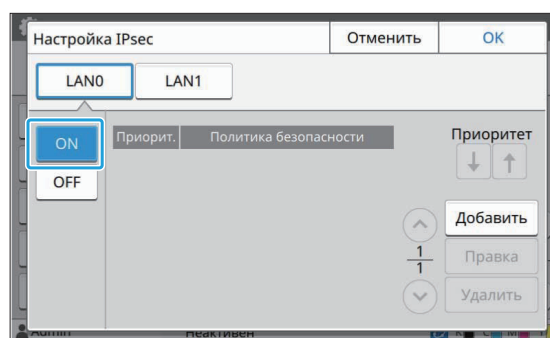 Настройка IPsec Отменить OK
LAN0 LAN1
ON Приорит. Политика безопасности Приоритет
OFF
Добавить
1
1
Правка
Удалить
Admin Неактивен